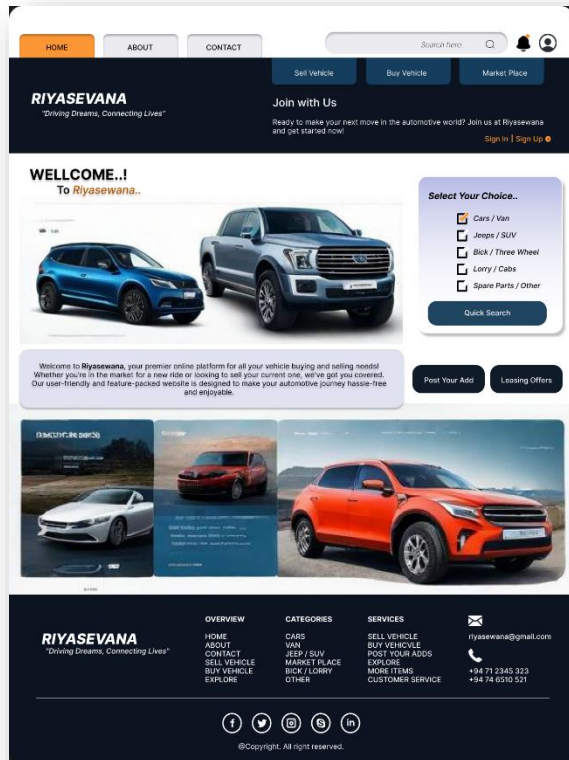 HOME
ABOUT
CONTACT
Search here
Sell Vehicle
Buy Vehicle
Market Place
RIYASEVANA
"Driving Dreams, Connecting Lives"
Join with Us
Ready to make your next move in the automotive world? Join us at Riyasewana
and get started now!
Sign In | Sign Up
WELLCOME..!
To Riyasewana..
Select Your Choice..
Cars / Van
Jeeps / SUV
Bick / Three Wheel
Lorry / Cabs
Spare Parts / Other
Quick Search
Welcome to Riyasewana, your premier online platform for all your vehicle buying and selling needs!
Whether you're in the market for a new ride or looking to sell your current one, we've got you covered.
Our user-friendly and feature-packed website is designed to make your automotive journey hassle-free
and enjoyable.
Post Your Add
Leasing Offers
RIYASEVANA
"Driving Dreams, Connecting Lives"
OVERVIEW
HOME
ABOUT
CONTACT
SELL VEHICLE
BUY VEHICLE
EXPLORE
CATEGORIES
CARS
VAN
JEEP / SUV
MARKET PLACE
BICK / LORRY
OTHER
SERVICES
SELL VEHICLE
BUY VEHICVLE
POST YOUR ADDS
EXPLORE
MORE ITEMS
CUSTOMER SERVICE
riyasewana@gmail.com
+94 71 2345 323
+94 74 6510 521
@Copyright. All right reserved.